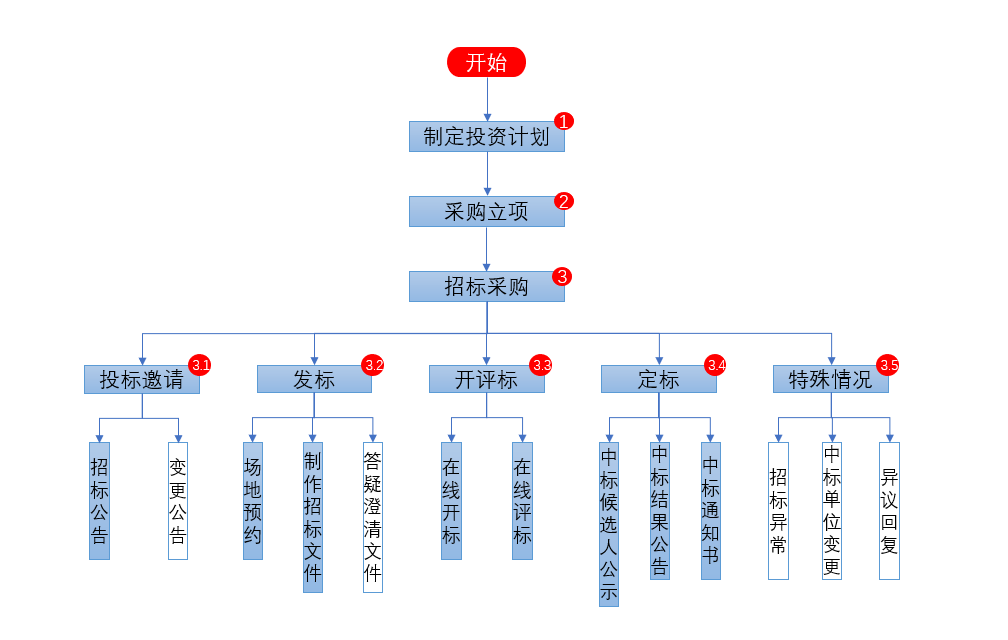 开始
1
制定投资计划
2
采购立项
3
招标采购
3.1
投标邀请
3.2
发标
3.3
开评标
3.4
定标
3.5
特殊情况
招标公告
变更公告
场地预约
制作招标文件
答疑澄清文件
在线开标
在线评标
中标候选人公示
中标结果公告
中标通知书
招标异常
中标单位变更
异议回复